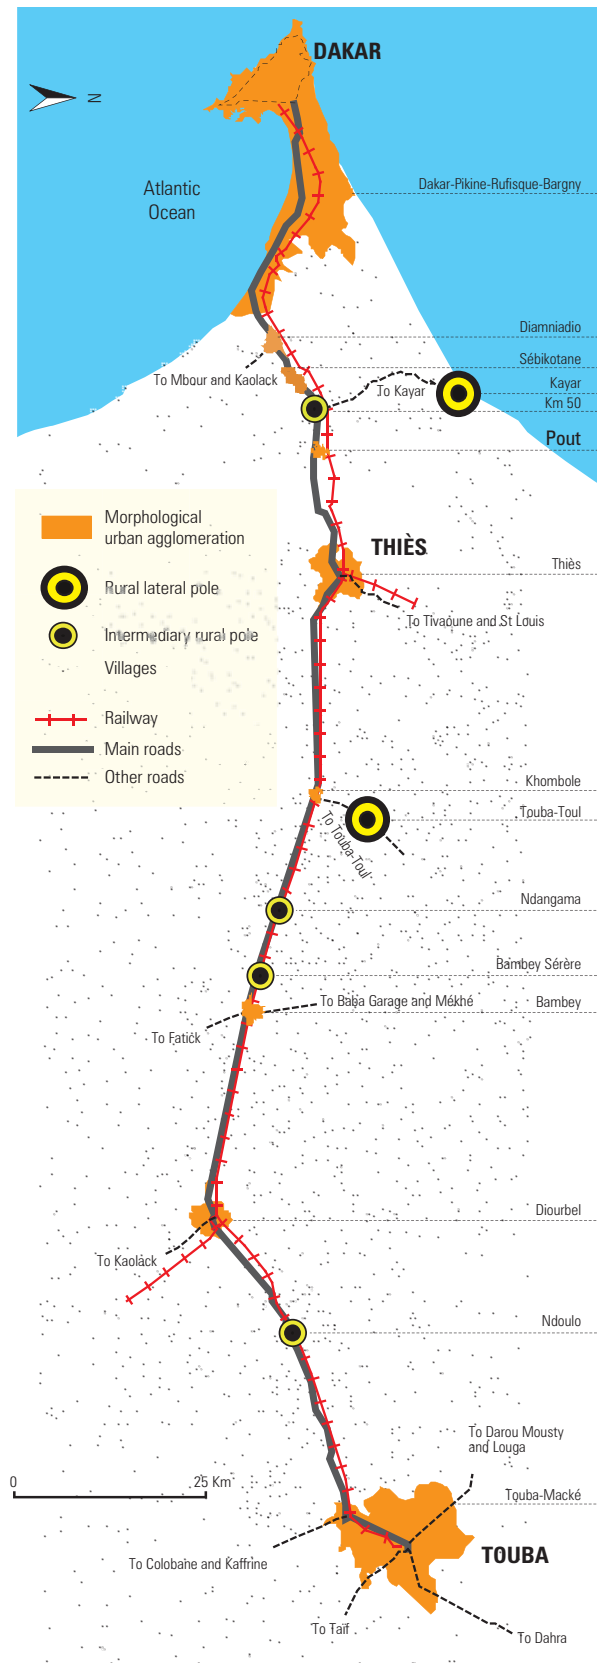 DAKAR
N
Dakar-Pikine-Rufisque-Bargny
Atlantic
Ocean
Diamniadio
Sébikotane
To Mbour and Kaolack
To Kayar
Kayar
Km 50
Pout
Morphological
urban agglomeration
Rural lateral pole
Intermediary rural pole
Villages
Railway
Main roads
Other roads
THIÈS
Thiès
To Tivaoune and St Louis
Khombole
Touba-Toul
To Touba-Toul
Ndangama
Bambey Sérère
To Baba Garage and Mékhé
Bambey
To Fatick
Diourbel
To Kaolack
Ndoulo
To Darou Mousty
and Louga
0
25 Km
Touba-Macké
TOUBA
To Colobane and Kaffrine
To Taïf
To Dahra